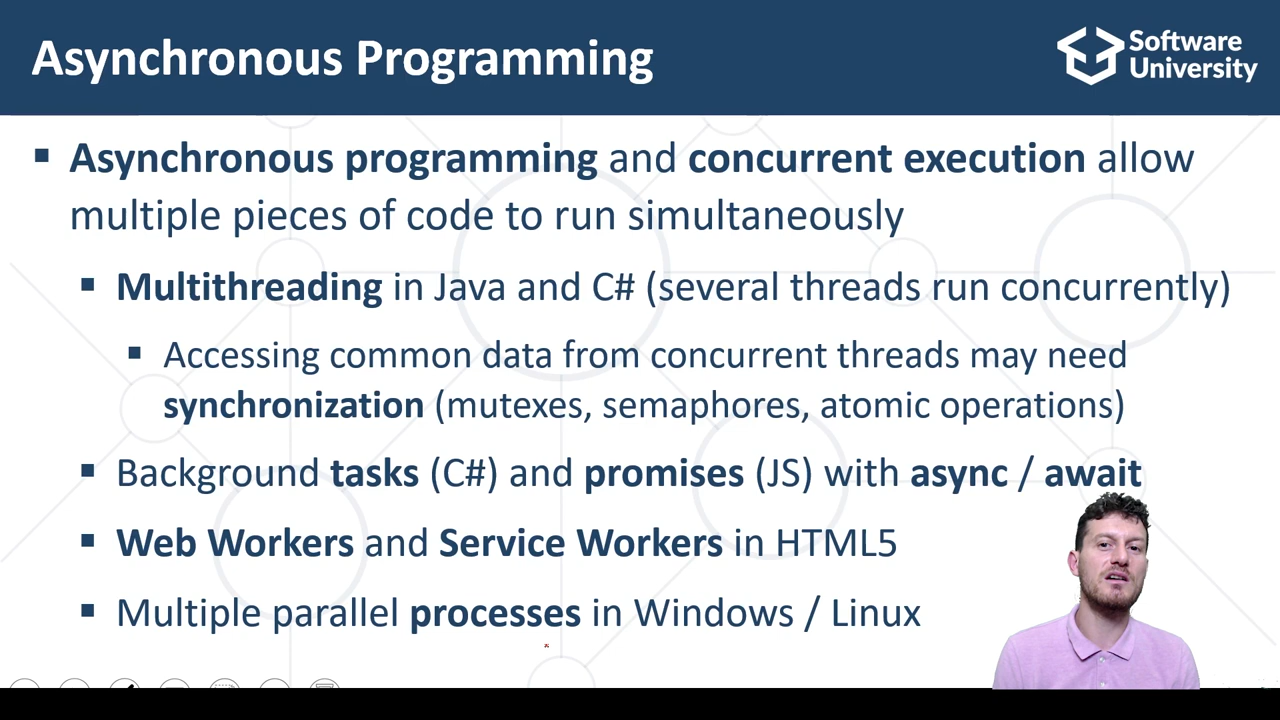 Asynchronous Programming
Software
University
▪ Asynchronous programming and concurrent execution allow
multiple pieces of code to run simultaneously
▪ Multithreading in Java and C# (several threads run concurrently)
▪ Accessing common data from concurrent threads may need
synchronization (mutexes, semaphores, atomic operations)
▪ Background tasks (C#) and promises (JS) with async / await
▪ Web Workers and Service Workers in HTML5
▪ Multiple parallel processes in Windows / Linux